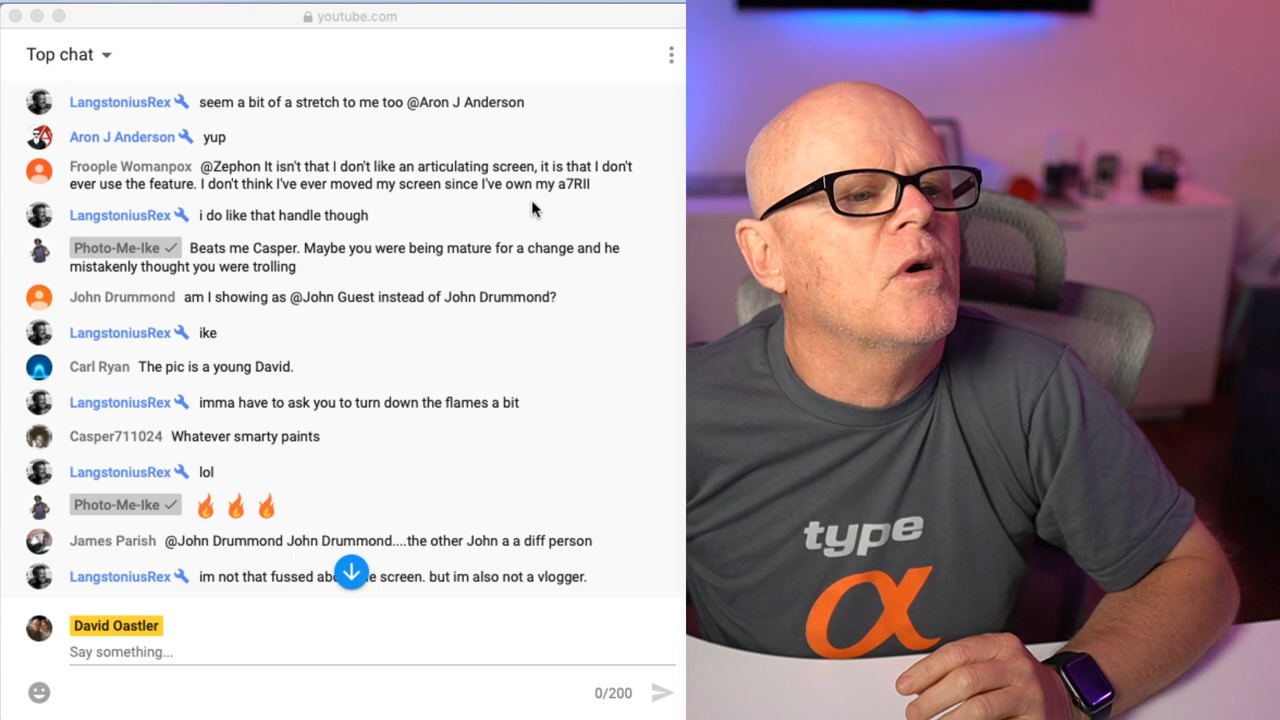 youtube.com
Top chat
LangstoniusRex seem a bit of a stretch to me too @Aron J Anderson
Aron J Anderson yup
Froople Womanpox @Zephon It isn't that I don't like an articulating screen, it is that I don't
ever use the feature. I don't think I've ever moved my screen since I've own my a7RII
LangstoniusRex i do like that handle though
Photo-Me-Ike Beats me Casper. Maybe you were being mature for a change and he
mistakenly thought you were trolling
John Drummond am I showing as @John Guest instead of John Drummond?
LangstoniusRex ike
Carl Ryan The pic is a young David.
LangstoniusRex imma have to ask you to turn down the flames a bit
Casper711024 Whatever smarty paints
LangstoniusRex lol
Photo-Me-Ike 🔥 🔥 🔥
James Parish @John Drummond John Drummond....the other John a a diff person
LangstoniusRex im not that fussed screen. but im also not a vlogger.
David Oastler
Say something...
0/200
type
α